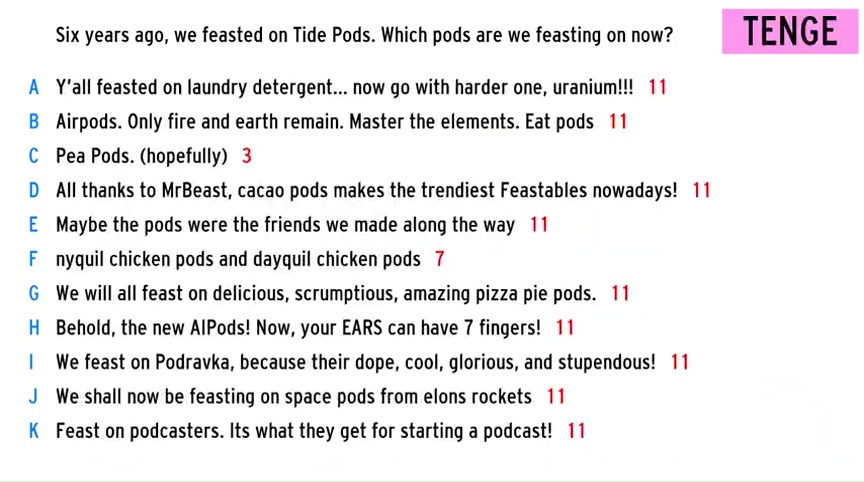 Six years ago, we feasted on Tide Pods. Which pods are we feasting on now?
TENGE
A Y'all feasted on laundry detergent... now go with harder one, uranium!!! 11
B Airpods. Only fire and earth remain. Master the elements. Eat pods 11
C Pea Pods. (hopefully) 3
D All thanks to MrBeast, cacao pods makes the trendiest Feastables nowadays! 11
E Maybe the pods were the friends we made along the way 11
F nyquil chicken pods and dayquil chicken pods 7
G We will all feast on delicious, scrumptious, amazing pizza pie pods. 11
H Behold, the new AIPods! Now, your EARS can have 7 fingers! 11
I We feast on Podravka, because their dope, cool, glorious, and stupendous! 11
J We shall now be feasting on space pods from elons rockets 11
K Feast on podcasters. Its what they get for starting a podcast! 11